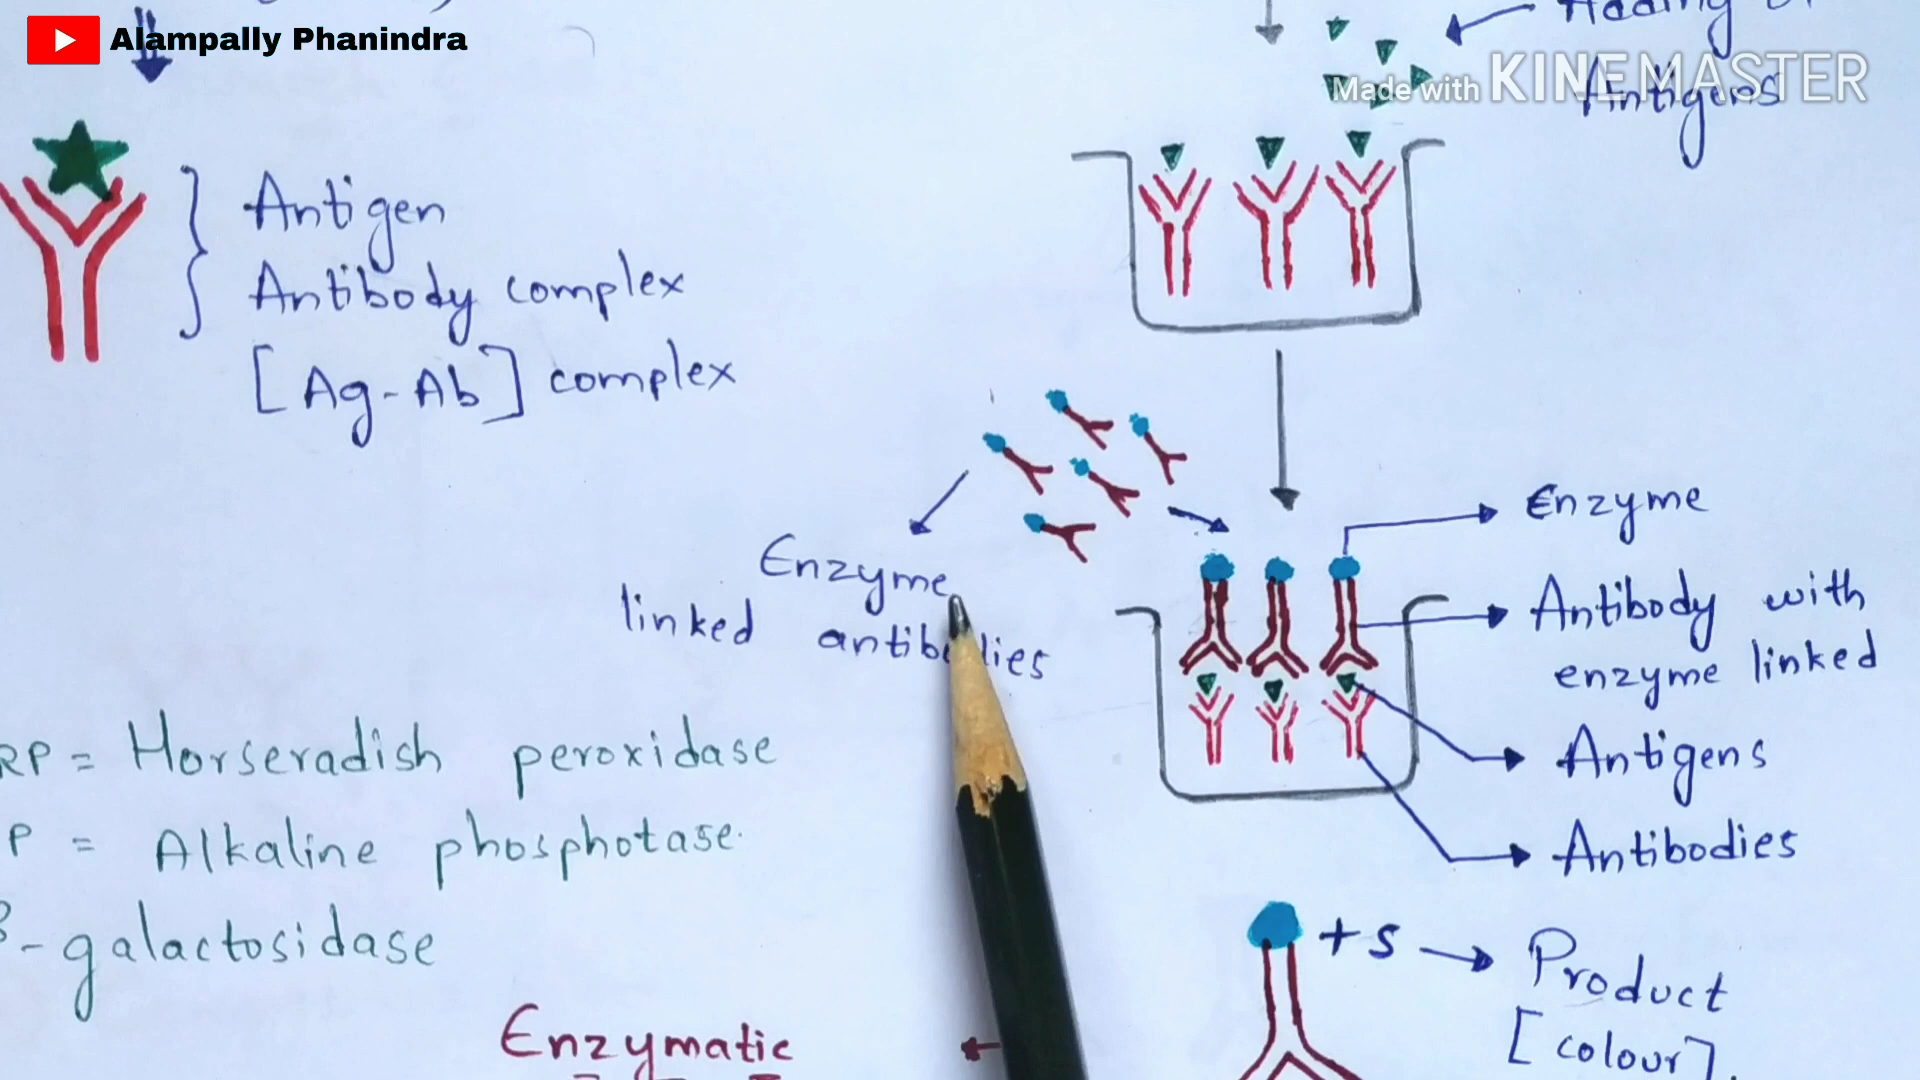 Alampally Phanindra
Made with KINEMASTER
Antigens
Antigen
Antibody complex
[Ag-Ab] complex
Enzyme
linked antibodies
Enzyme
Antibody with
enzyme linked
Antigens
Antibodies
RP = Horseradish peroxidase
P = Alkaline phosphotase.
-galactosidase
+ S → Product
[colour].
Enzymatic